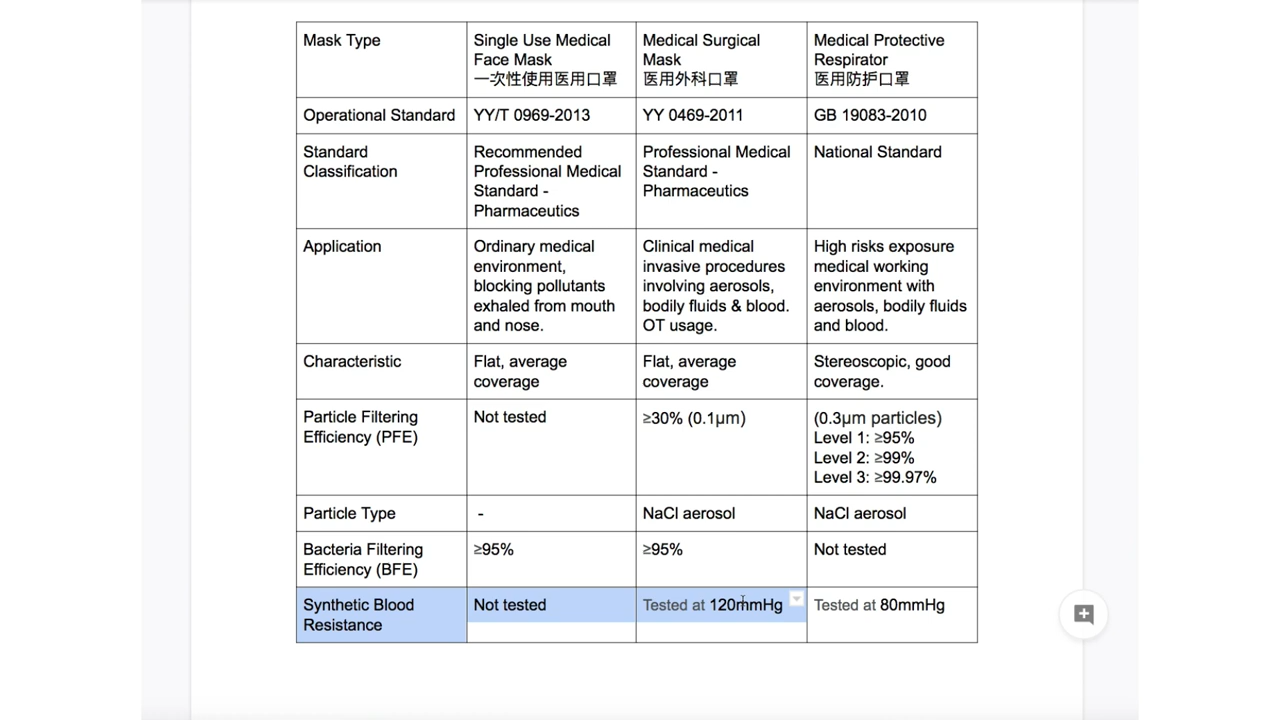 Mask Type
Single Use Medical
Face Mask
一次性使用医用口罩
Medical Surgical
Mask
医用外科口罩
Medical Protective
Respirator
医用防护口罩
Operational Standard
YY/T 0969-2013
YY 0469-2011
GB 19083-2010
Standard
Classification
Recommended
Professional Medical
Standard -
Pharmaceutics
Professional Medical
Standard -
Pharmaceutics
National Standard
Application
Ordinary medical
environment,
blocking pollutants
exhaled from mouth
and nose.
Clinical medical
invasive procedures
involving aerosols,
bodily fluids & blood.
OT usage.
High risks exposure
medical working
environment with
aerosols, bodily fluids
and blood.
Characteristic
Flat, average
coverage
Flat, average
coverage
Stereoscopic, good
coverage.
Particle Filtering
Efficiency (PFE)
Not tested
≥30% (0.1μm)
(0.3μm particles)
Level 1: ≥95%
Level 2: ≥99%
Level 3: ≥99.97%
Particle Type
-
NaCl aerosol
NaCl aerosol
Bacteria Filtering
Efficiency (BFE)
≥95%
≥95%
Not tested
Synthetic Blood
Resistance
Not tested
Tested at 120mmHg
Tested at 80mmHg